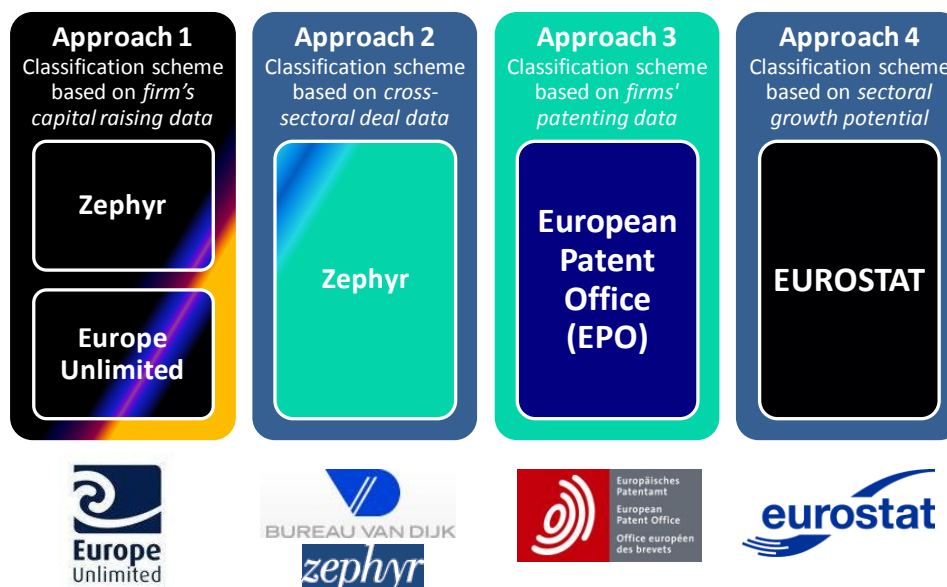 Approach 1
Classification scheme
based on firm's
capital raising data
Zephyr
Europe
Unlimited
Approach 2
Classification scheme
based on cross-
sectoral deal data
Zephyr
Approach 3
Classification scheme
based on firms'
patenting data
European
Patent
Office
(EPO)
Approach 4
Classification scheme
based on sectoral
growth potential
EUROSTAT
Europe
Unlimited
BUREAU VAN DIJK
zephyr
Europäisches
Patentamt
European
Patent Office
Office européen
des brevets
eurostat